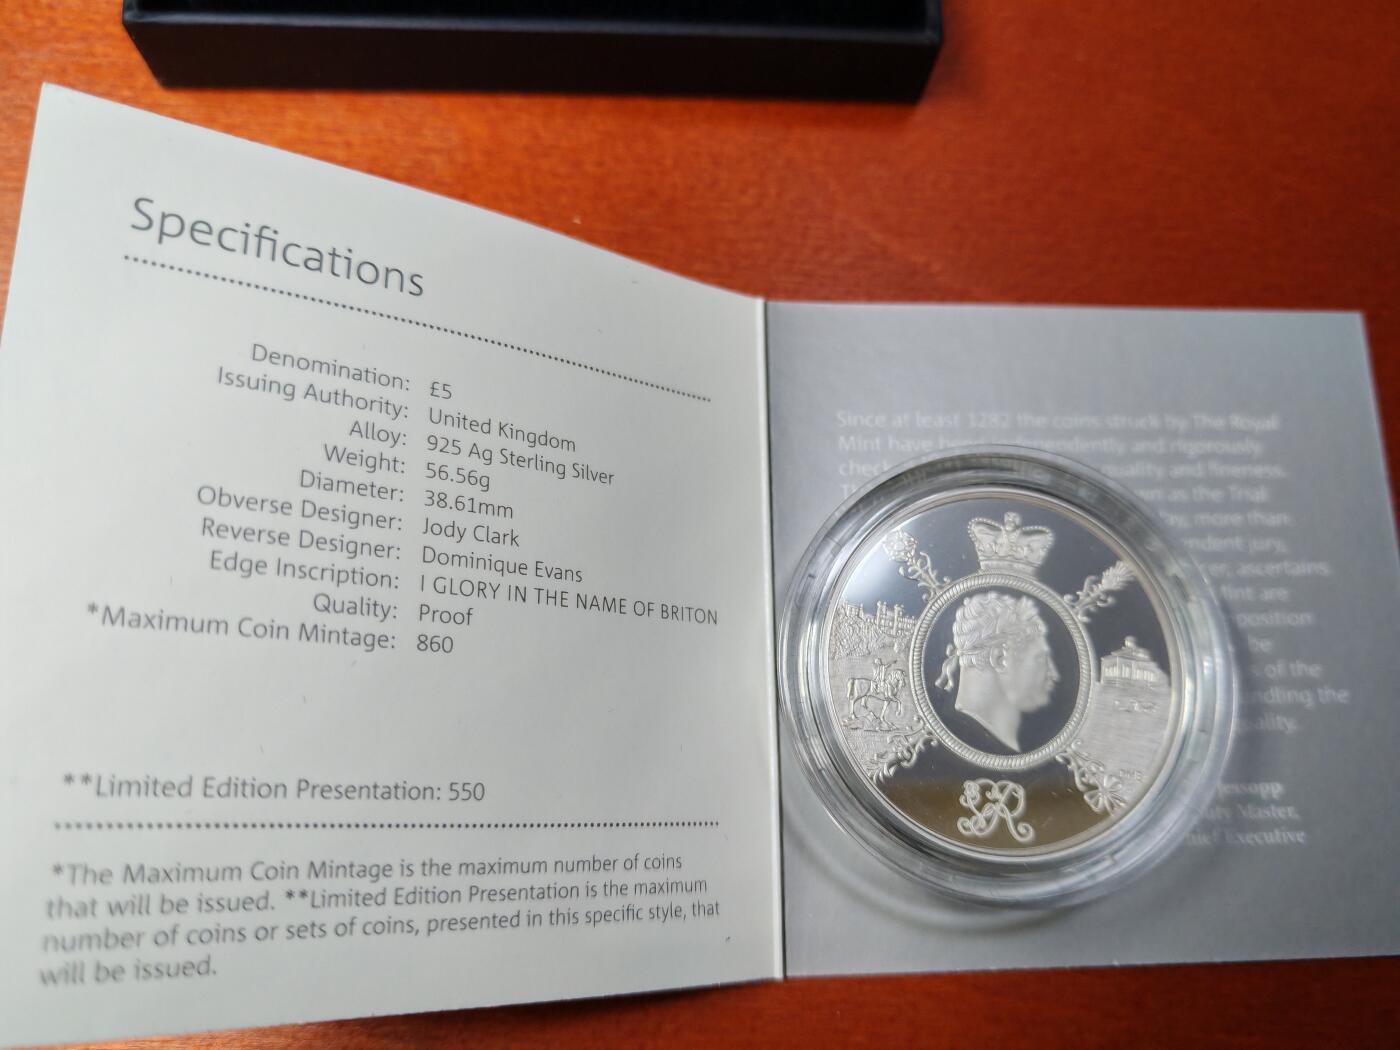 Specifications
Denomination: £5
Issuing Authority: United Kingdom
Alloy: 925 Ag Sterling Silver
Weight: 56.56g
Diameter: 38.61mm
Obverse Designer: Jody Clark
Reverse Designer: Dominique Evans
Edge Inscription: I GLORY IN THE NAME OF BRITON
Quality: Proof
*Maximum Coin Mintage: 860
**Limited Edition Presentation: 550
*The Maximum Coin Mintage is the maximum number of coins
that will be issued. **Limited Edition Presentation is the maximum
number of coins or sets of coins, presented in this specific style, that
will be issued.
Since at least 1282 the coins struck by The Royal
Mint have independently and rigorously
quality and fineness.
as the Trial
more than
jury,
ascertains
are
position
be
of the
the
Master,
Executive